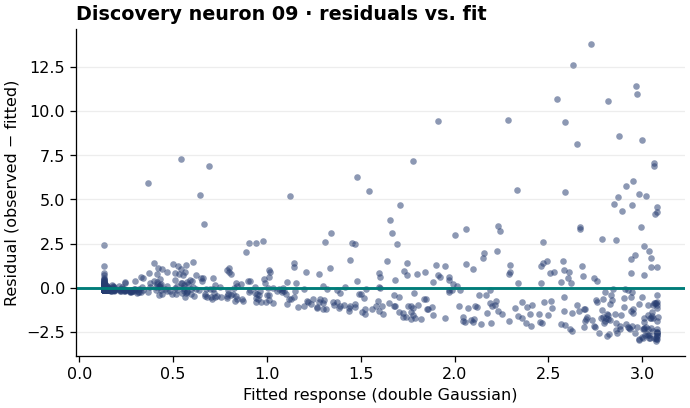 Discovery neuron 09 · residuals vs. fit
Residual (observed − fitted)
12.5
10.0
7.5
5.0
2.5
0.0
−2.5
0.0 0.5 1.0 1.5 2.0 2.5 3.0
Fitted response (double Gaussian)